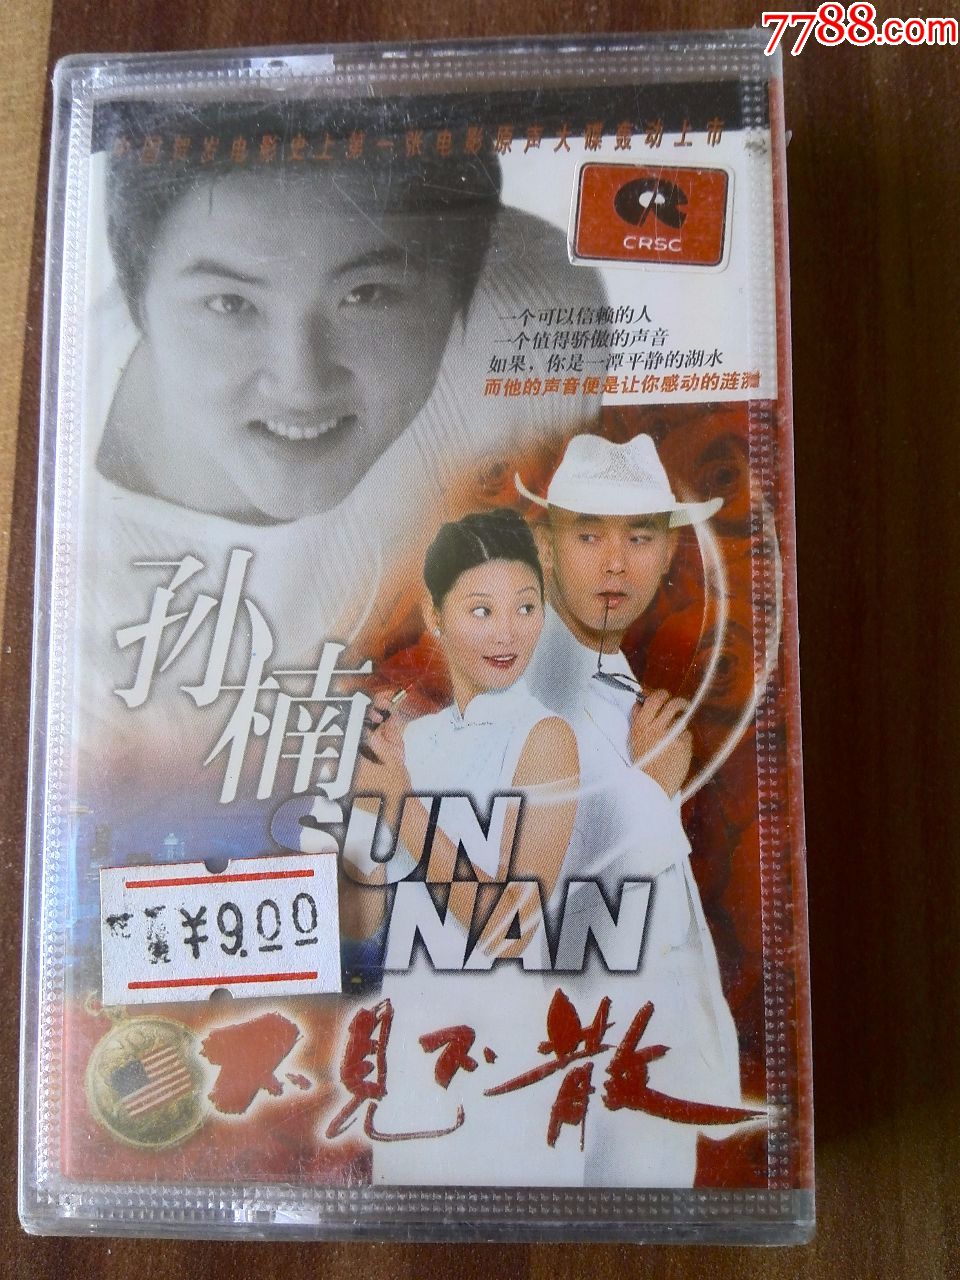 7788.com
中国贺岁电影史上第一张电影原声大碟轰动上市
CRSC
一个可以信赖的人
一个值得骄傲的声音
如果，你是一潭平静的湖水
而他的声音便是让你感动的涟漪
孙楠
SUN
NAN
¥9.00
不見不散